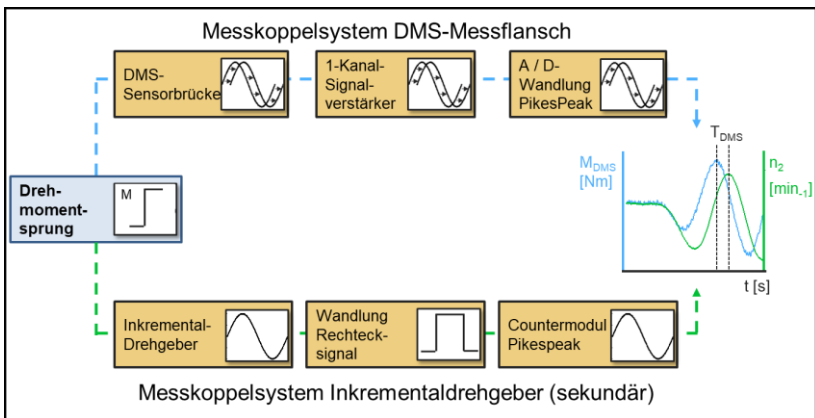 Messkoppelsystem DMS-Messflansch
DMS-
Sensorbrücke
1-Kanal-
Signal-
verstärker
A / D-
Wandlung
PikesPeak
T_DMS
M_DMS
[Nm]
n_2
[min_-1]
t [s]
Dreh-
moment-
sprung
M
Inkremental-
Drehgeber
Wandlung
Rechteck-
signal
Countermodul
Pikespeak
Messkoppelsystem Inkrementaldrehgeber (sekundär)